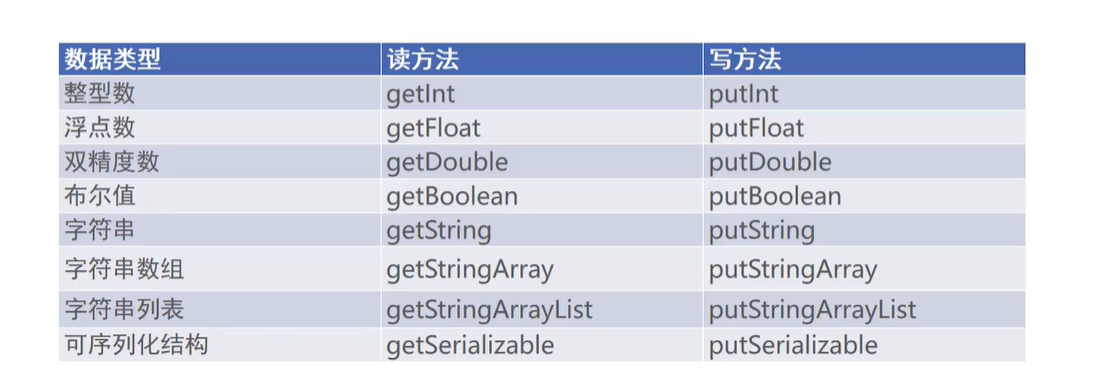 数据类型 读方法 写方法
整型数 getInt putInt
浮点数 getFloat putFloat
双精度数 getDouble putDouble
布尔值 getBoolean putBoolean
字符串 getString putString
字符串数组 getStringArray putStringArray
字符串列表 getStringArrayList putStringArrayList
可序列化结构 getSerializable putSerializable